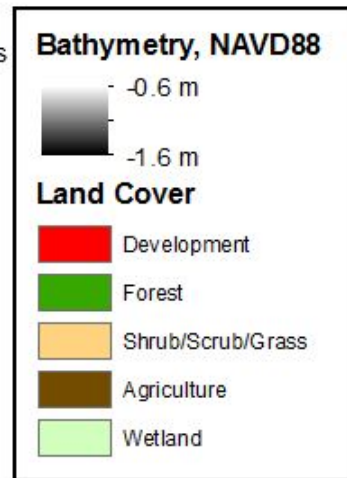 s
Bathymetry, NAVD88
-0.6 m
-1.6 m
Land Cover
Development
Forest
Shrub/Scrub/Grass
Agriculture
Wetland